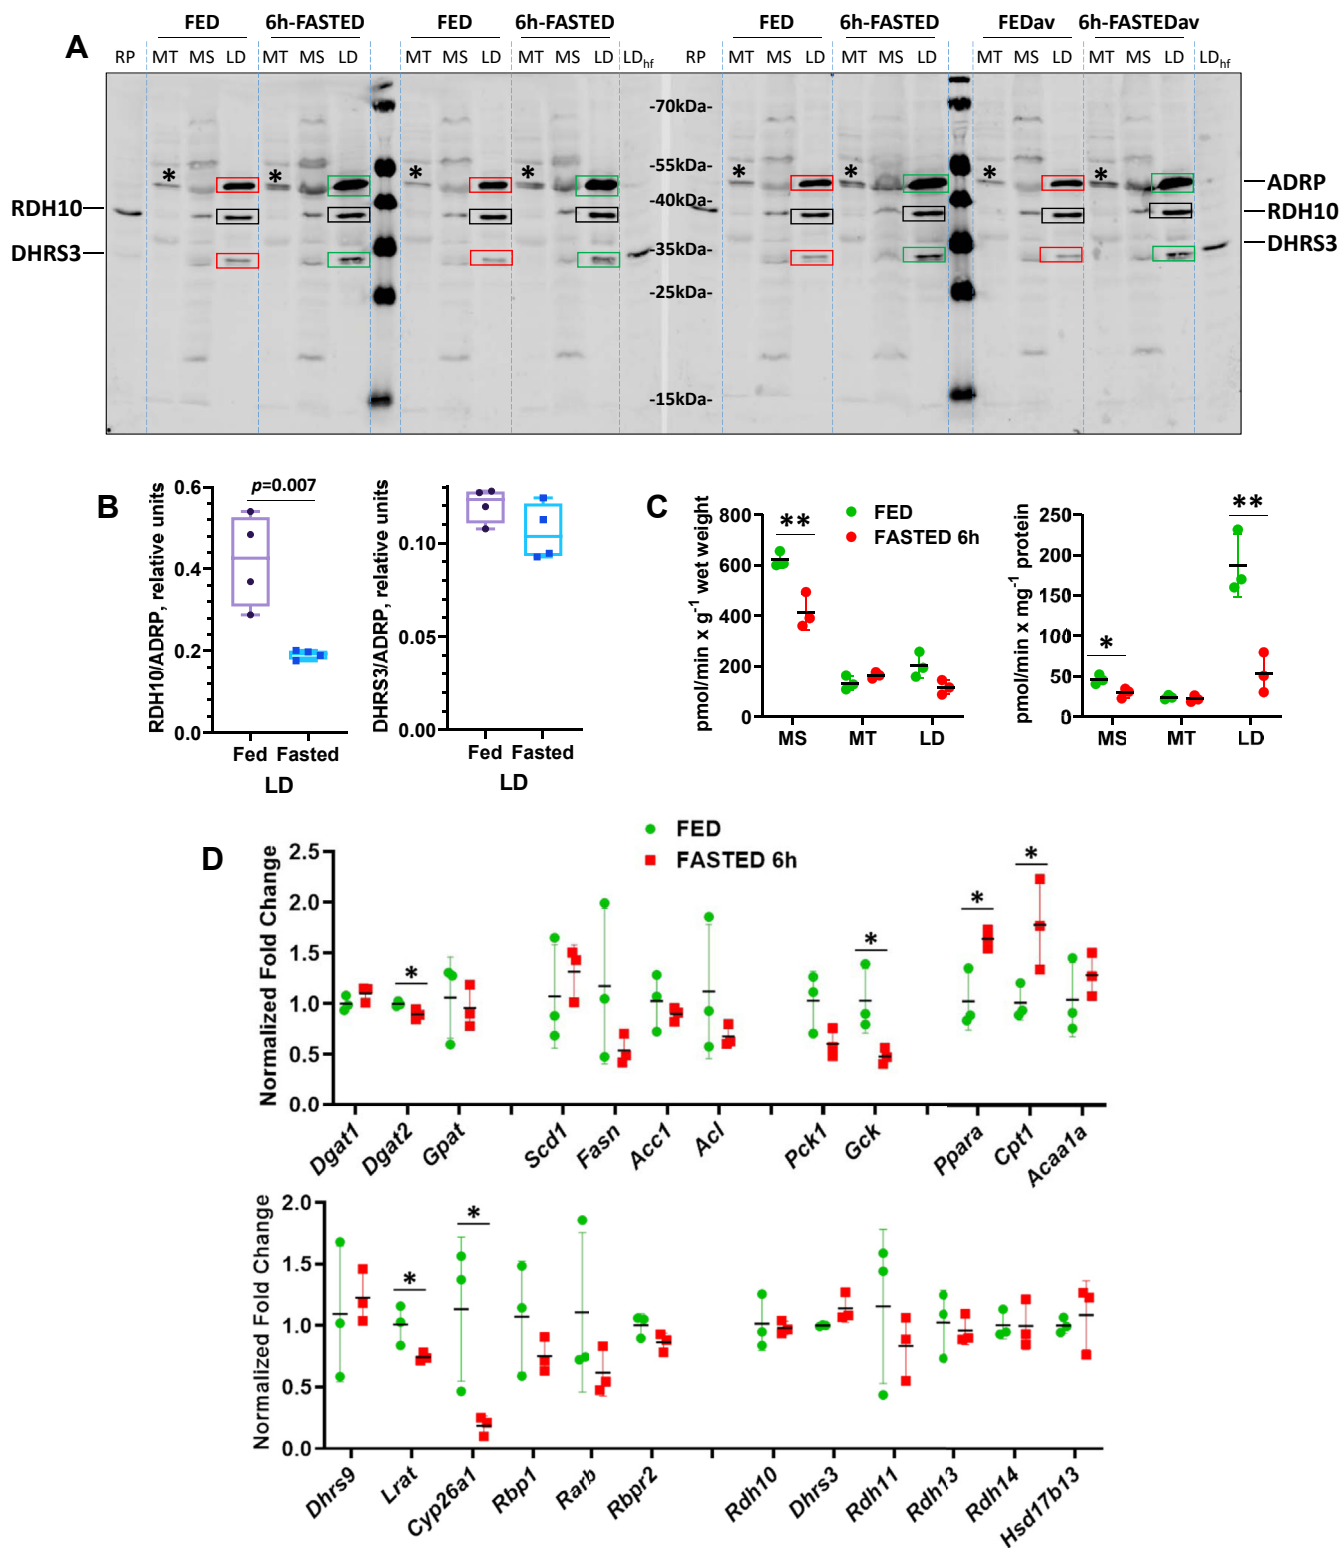 A
FED 6h-FASTED FED 6h-FASTED FED 6h-FASTED FEDav 6h-FASTEDav
RP MT MS LD MT MS LD MT MS LD MT MS LD LDhf RP MT MS LD MT MS LD MT MS LD MT MS LD LDhf
-70kDa-
-55kDa-
* * * * * * * *
ADRP
-40kDa-
RDH10 RDH10
DHRS3 -35kDa- DHRS3
-25kDa-
-15kDa-
B
RDH10/ADRP, relative units
0.6
0.4
0.2
0.0
p=0.007
Fed Fasted
LD
DHRS3/ADRP, relative units
0.10
0.05
0.00
Fed Fasted
LD
C
FED
FASTED 6h
pmol/min x g-1 wet weight
800
600
400
200
0
**
MS MT LD
pmol/min x mg-1 protein
250
200
150
100
50
0
* **
MS MT LD
D
FED
FASTED 6h
Normalized Fold Change
2.5
2.0
1.5
1.0
0.5
0.0
* * * *
Dgat1 Dgat2 Gpat Scd1 Fasn Acc1 Acl Pck1 Gck Ppara Cpt1 Acaa1a
Normalized Fold Change
2.0
1.5
1.0
0.5
0.0
* *
Dhrs9 Lrat Cyp26a1 Rbp1 Rarb Rbpr2 Rdh10 Dhrs3 Rdh11 Rdh13 Rdh14 Hsd17b13